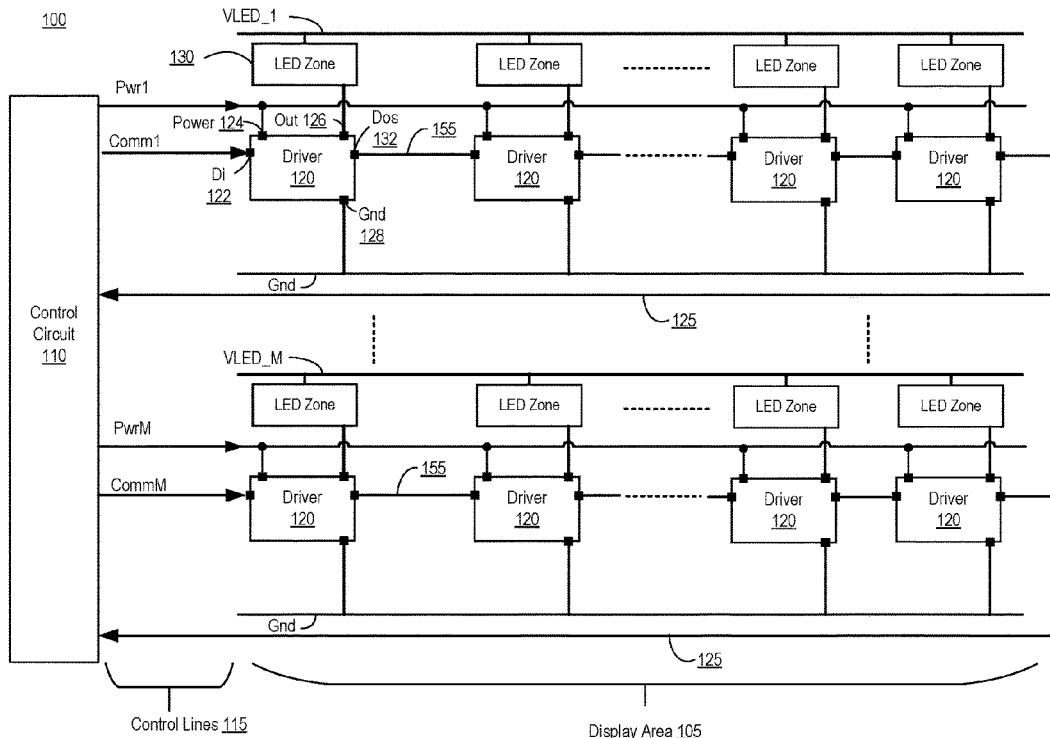 100
VLED_1
130
LED Zone
LED Zone
LED Zone
LED Zone
Pwr1
Power 124
Out 126
Dos
132
155
Comm1
Di
122
Driver
120
Driver
120
Driver
120
Driver
120
Gnd
128
Gnd
125
Control
Circuit
110
VLED_M
LED Zone
LED Zone
LED Zone
LED Zone
PwrM
155
CommM
Driver
120
Driver
120
Driver
120
Driver
120
Gnd
125
Control Lines 115
Display Area 105